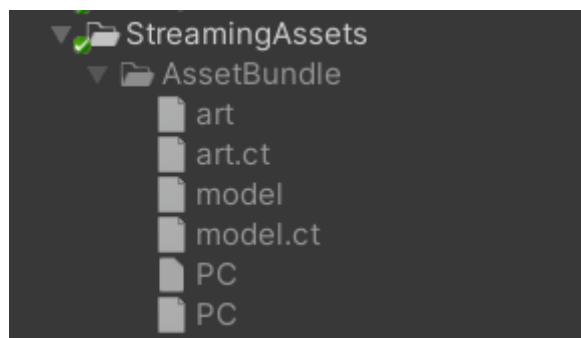 StreamingAssets
AssetBundle
art
art.ct
model
model.ct
PC
PC